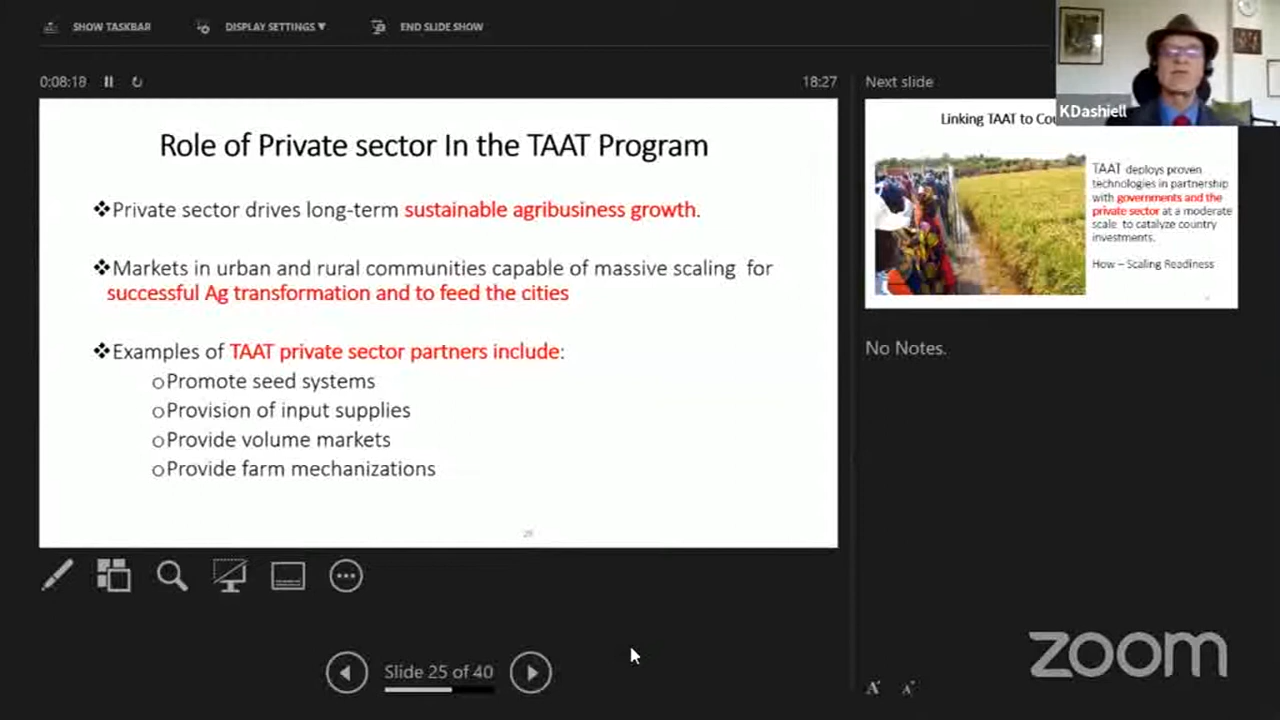 SHOW TASKBAR
DISPLAY SETTINGS ▼
END SLIDE SHOW
0:08:18
18:27
Next slide
KDashiell
Role of Private sector In the TAAT Program
❖Private sector drives long-term sustainable agribusiness growth.
❖Markets in urban and rural communities capable of massive scaling for
successful Ag transformation and to feed the cities
❖Examples of TAAT private sector partners include:
oPromote seed systems
oProvision of input supplies
oProvide volume markets
oProvide farm mechanizations
Linking TAAT to
TAAT deploys proven
technologies in partnership
with governments and the
private sector at a moderate
scale to catalyze country
investments.
How – Scaling Readiness
No Notes.
Slide 25 of 40
zoom
A A